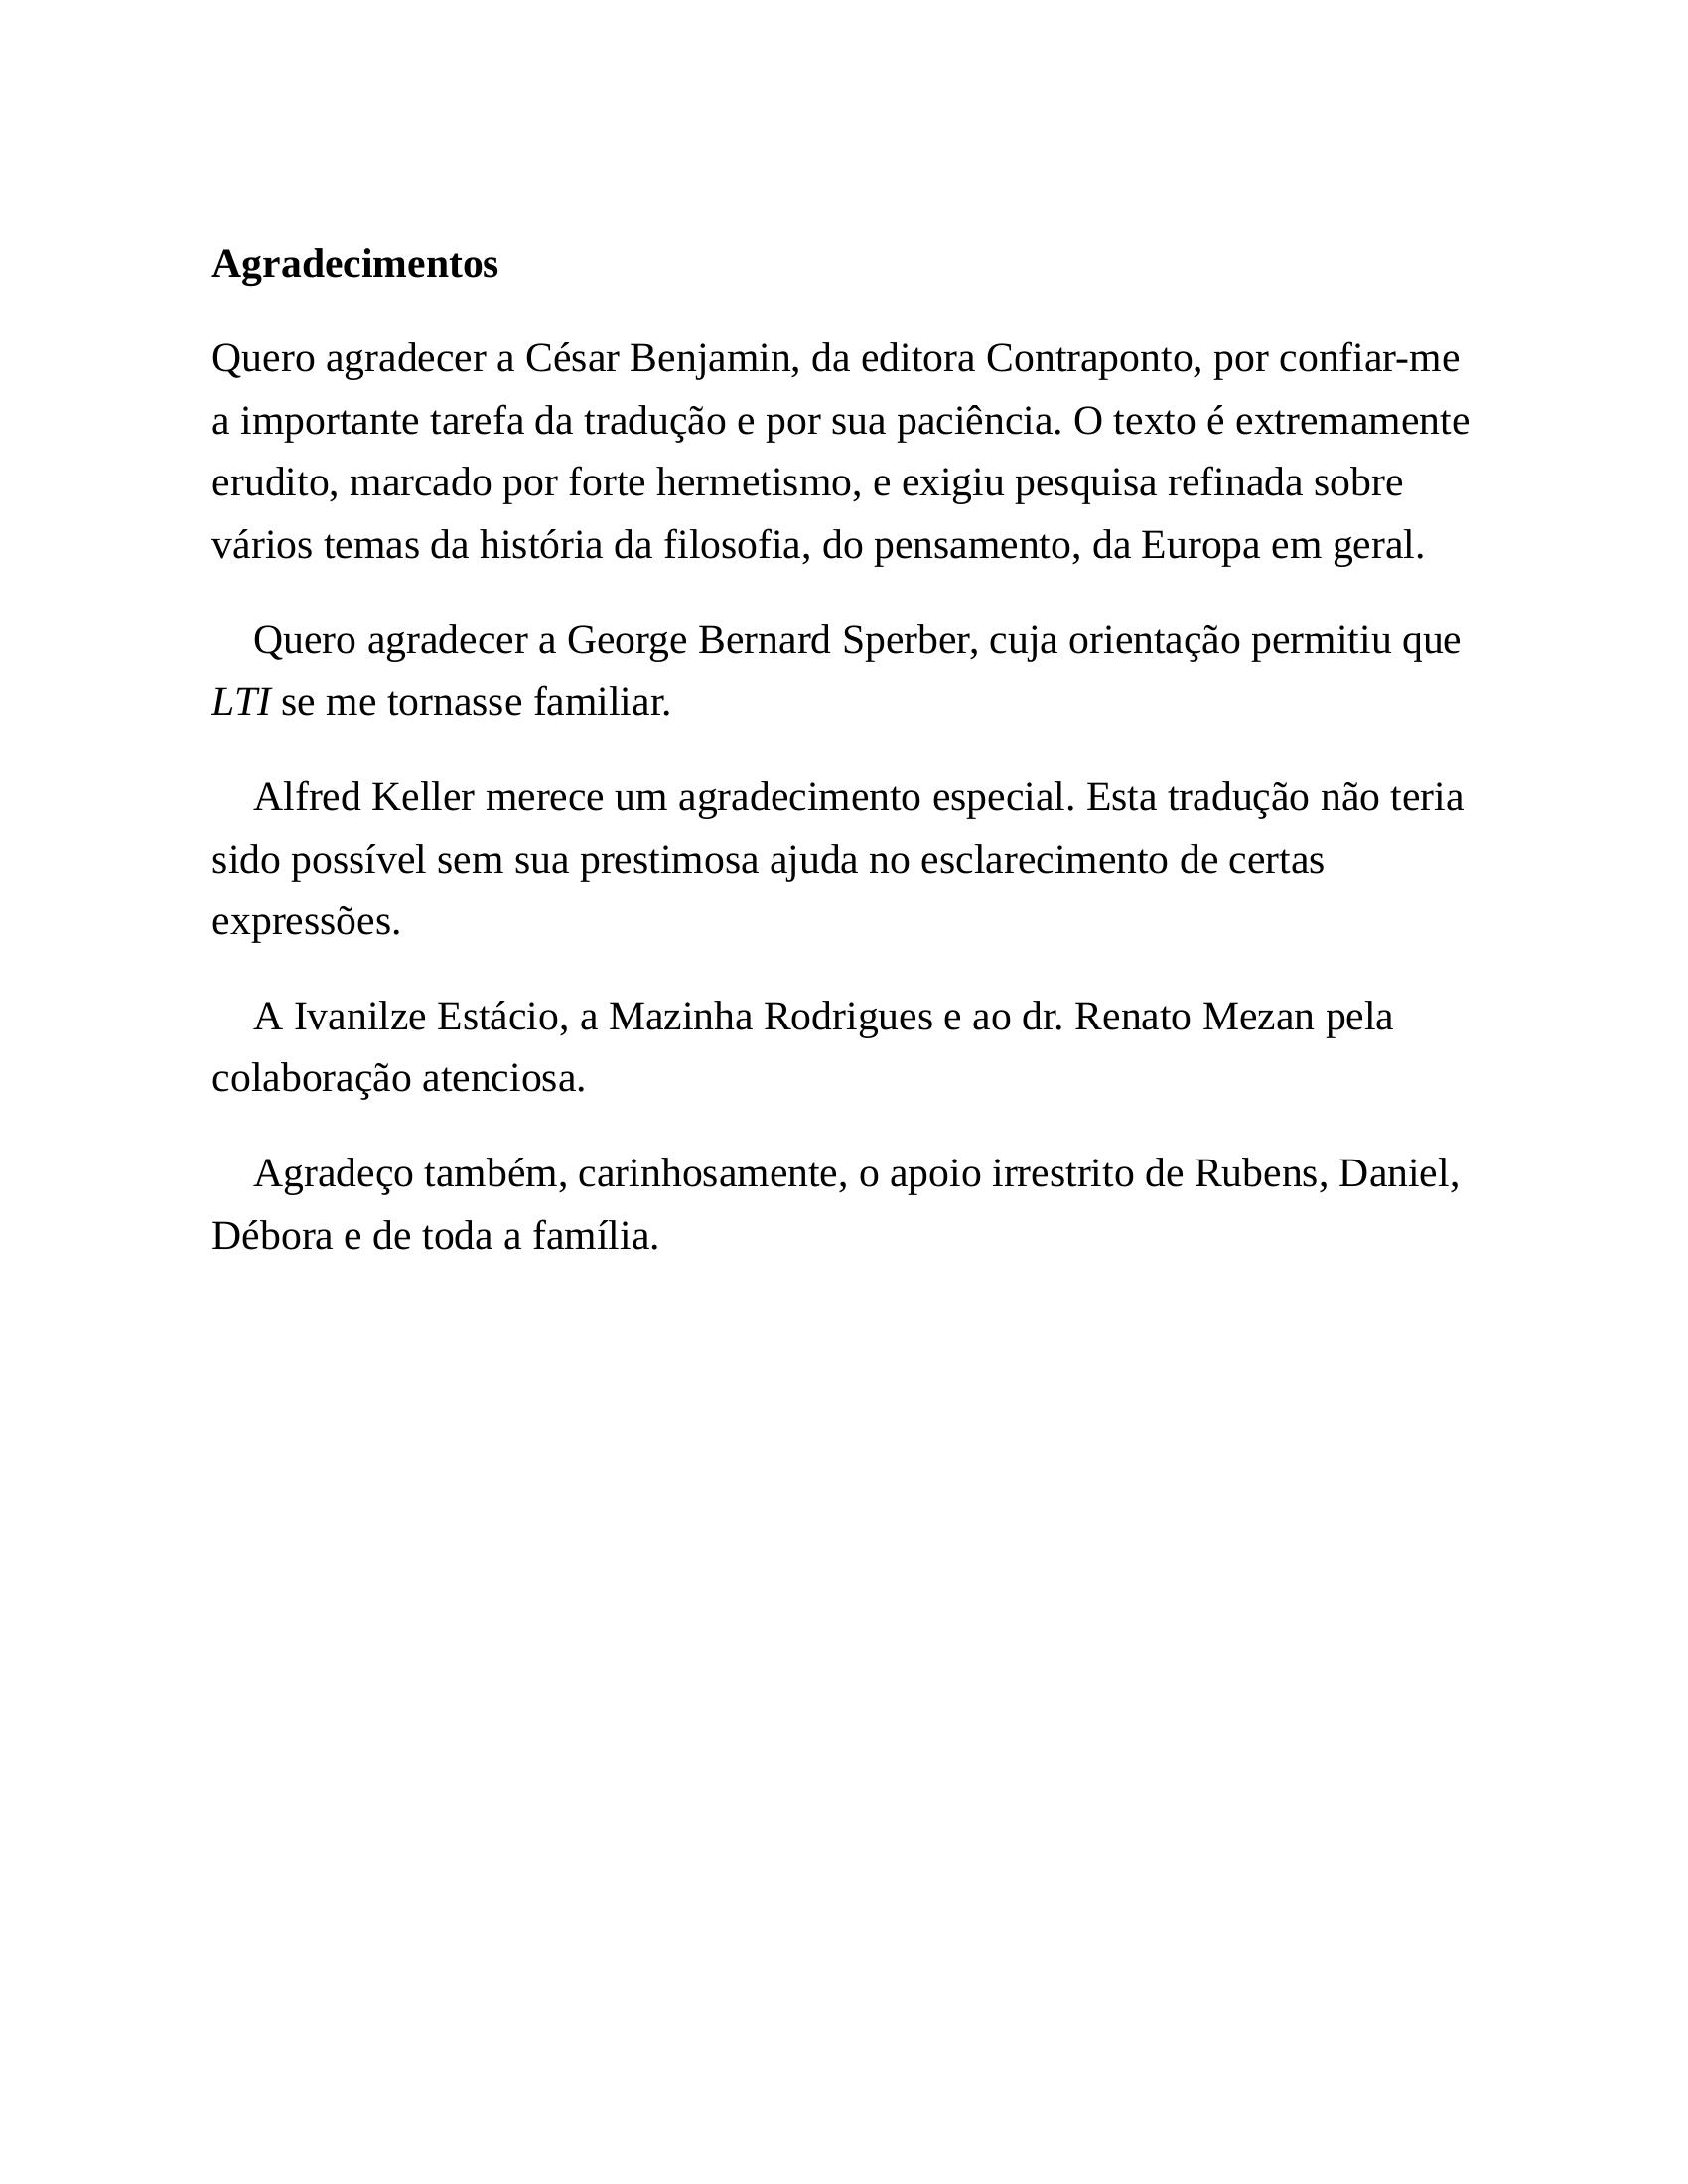 Agradecimentos
Quero agradecer a César Benjamin, da editora Contraponto, por confiar-me
a importante tarefa da tradução e por sua paciência. O texto é extremamente
erudito, marcado por forte hermetismo, e exigiu pesquisa refinada sobre
vários temas da história da filosofia, do pensamento, da Europa em geral.
Quero agradecer a George Bernard Sperber, cuja orientação permitiu que
LTI se me tornasse familiar.
Alfred Keller merece um agradecimento especial. Esta tradução não teria
sido possível sem sua prestimosa ajuda no esclarecimento de certas
expressões.
A Ivanilze Estácio, a Mazinha Rodrigues e ao dr. Renato Mezan pela
colaboração atenciosa.
Agradeço também, carinhosamente, o apoio irrestrito de Rubens, Daniel,
Débora e de toda a família.